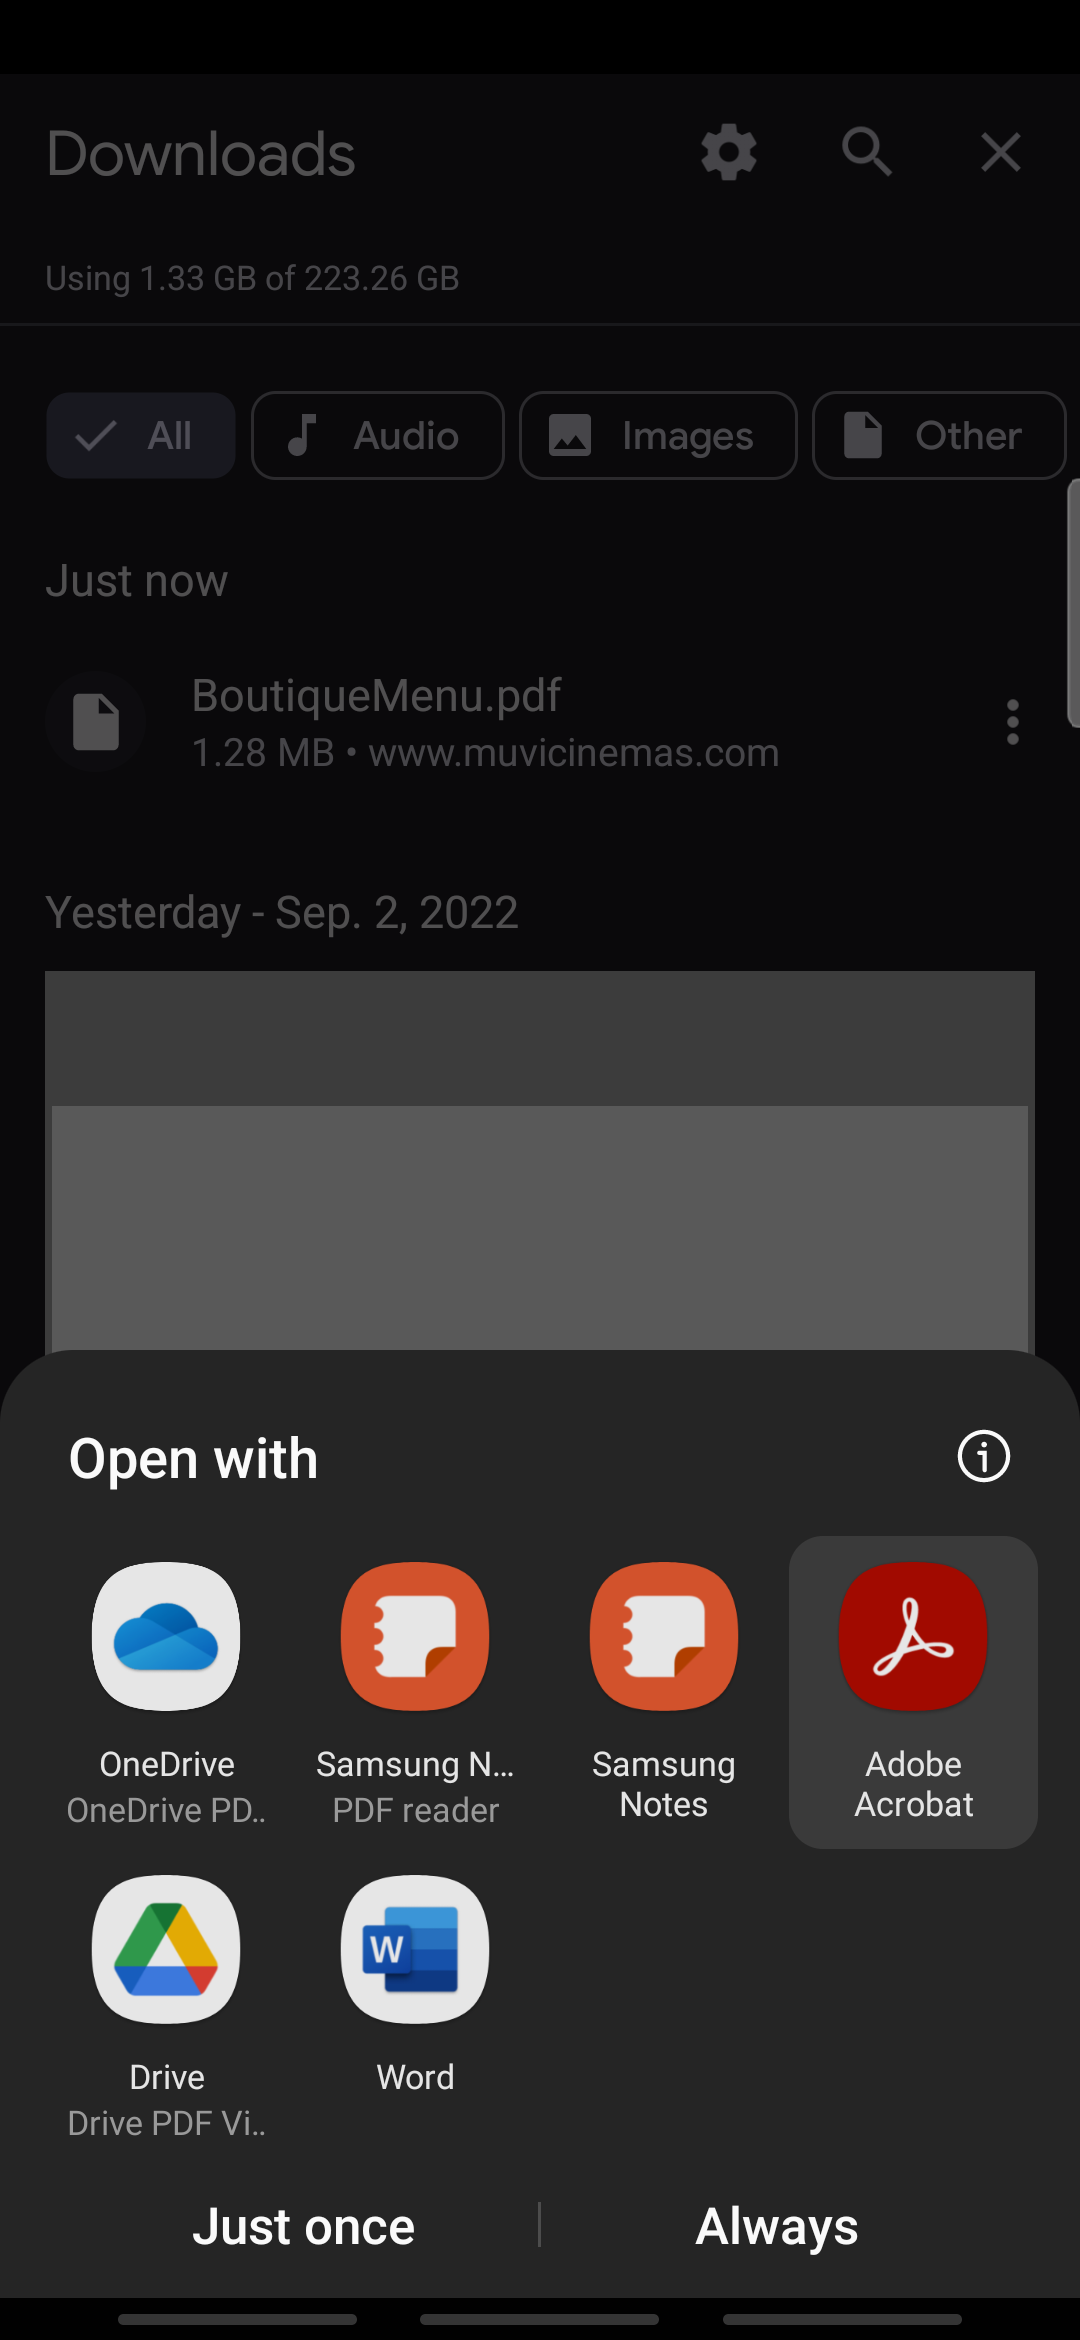 Downloads
Using 1.33 GB of 223.26 GB
All Audio Images Other
Just now
BoutiqueMenu.pdf
1.28 MB • www.muvicinemas.com
Yesterday - Sep. 2, 2022
Open with
OneDrive Samsung N... Samsung Notes Adobe Acrobat
OneDrive PD.. PDF reader
W
Drive Word
Drive PDF Vi..
Just once Always